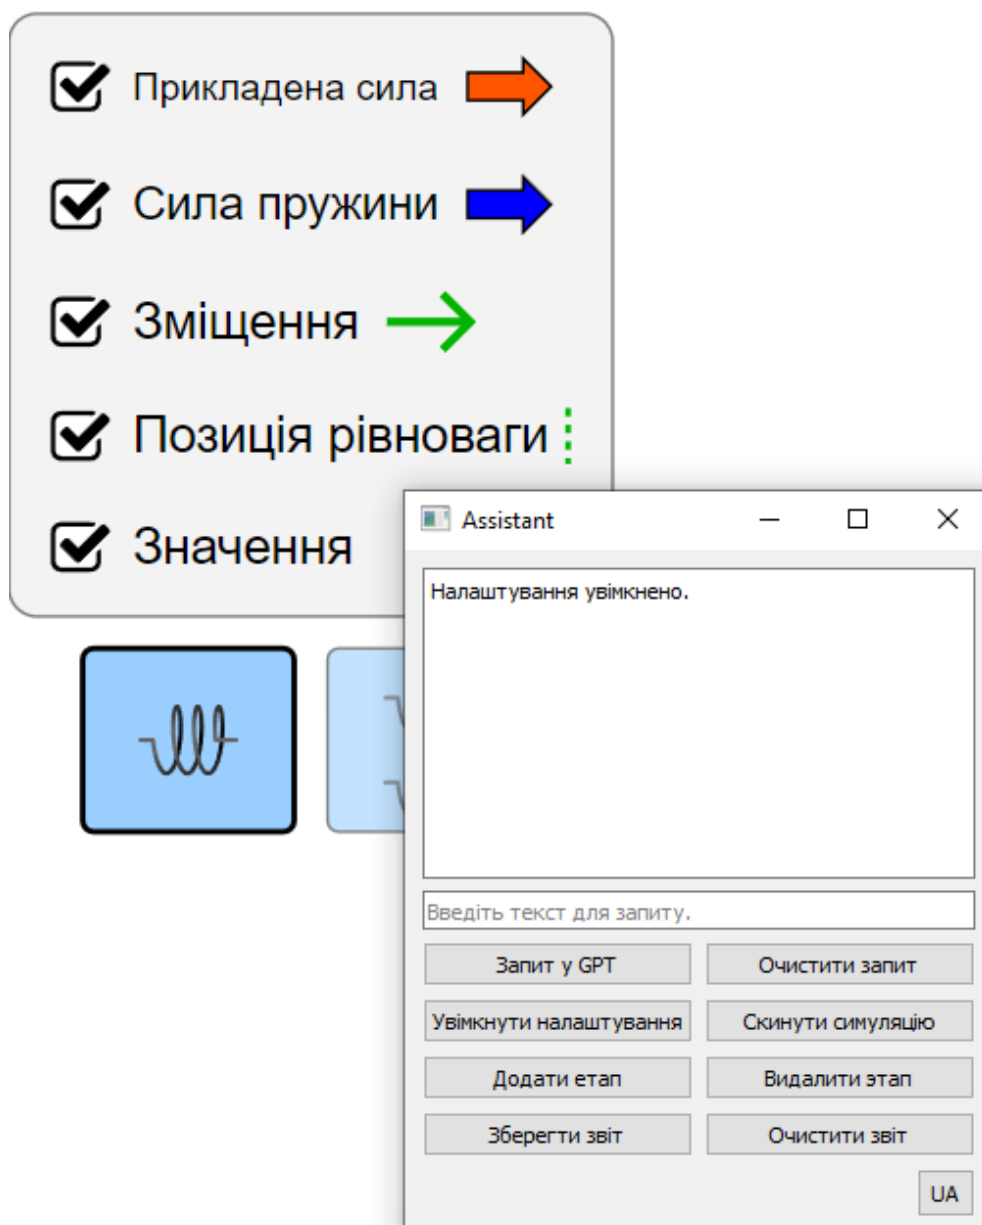 Прикладена сила
Сила пружини
Зміщення
Позиція рівноваги
Значення
Assistant
Налаштування увімкнено.
Введіть текст для запиту.
Запит у GPT
Очистити запит
Увімкнути налаштування
Скинути симуляцію
Додати етап
Видалити этап
Зберегти звіт
Очистити звіт
UA